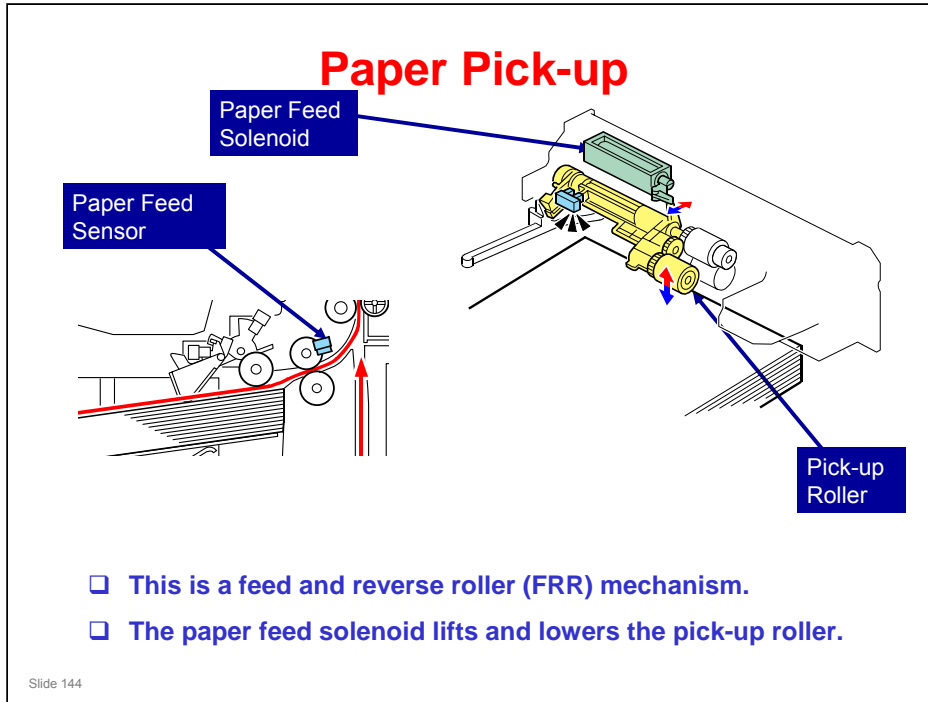 Paper Pick-up
Paper Feed
Solenoid
Paper Feed
Sensor
Pick-up
Roller
❑ This is a feed and reverse roller (FRR) mechanism.
❑ The paper feed solenoid lifts and lowers the pick-up roller.
Slide 144